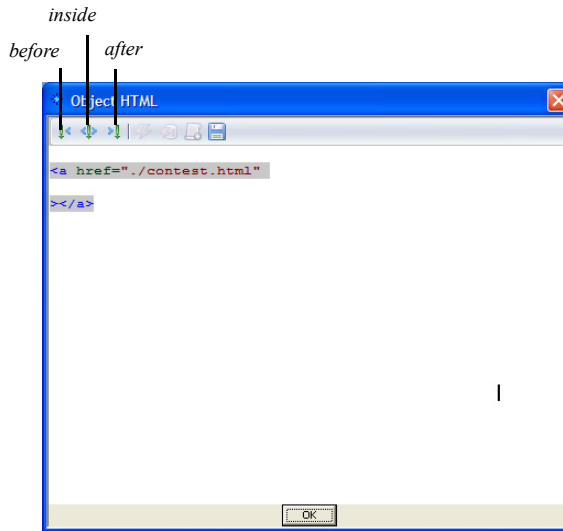 inside
before after
Object HTML
<a href="./contest.html"
></a>
OK